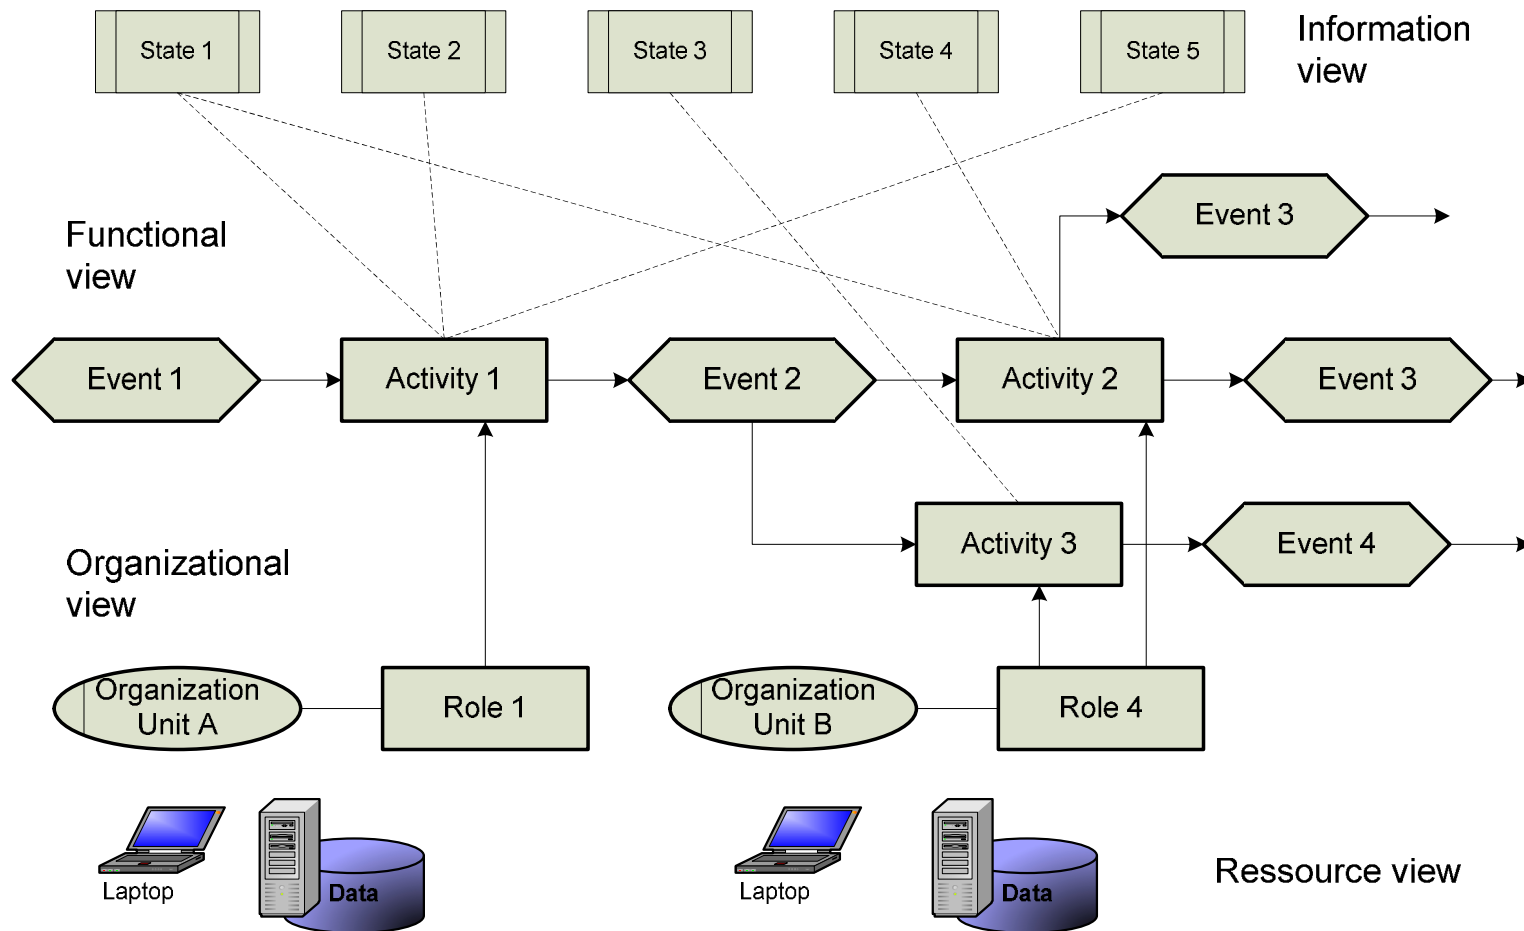 State 1
State 2
State 3
State 4
State 5
Information
view
Functional
view
Event 3
Event 1
Activity 1
Event 2
Activity 2
Event 3
Activity 3
Event 4
Organizational
view
Organization
Unit A
Role 1
Organization
Unit B
Role 4
Laptop
Data
Laptop
Data
Ressource view